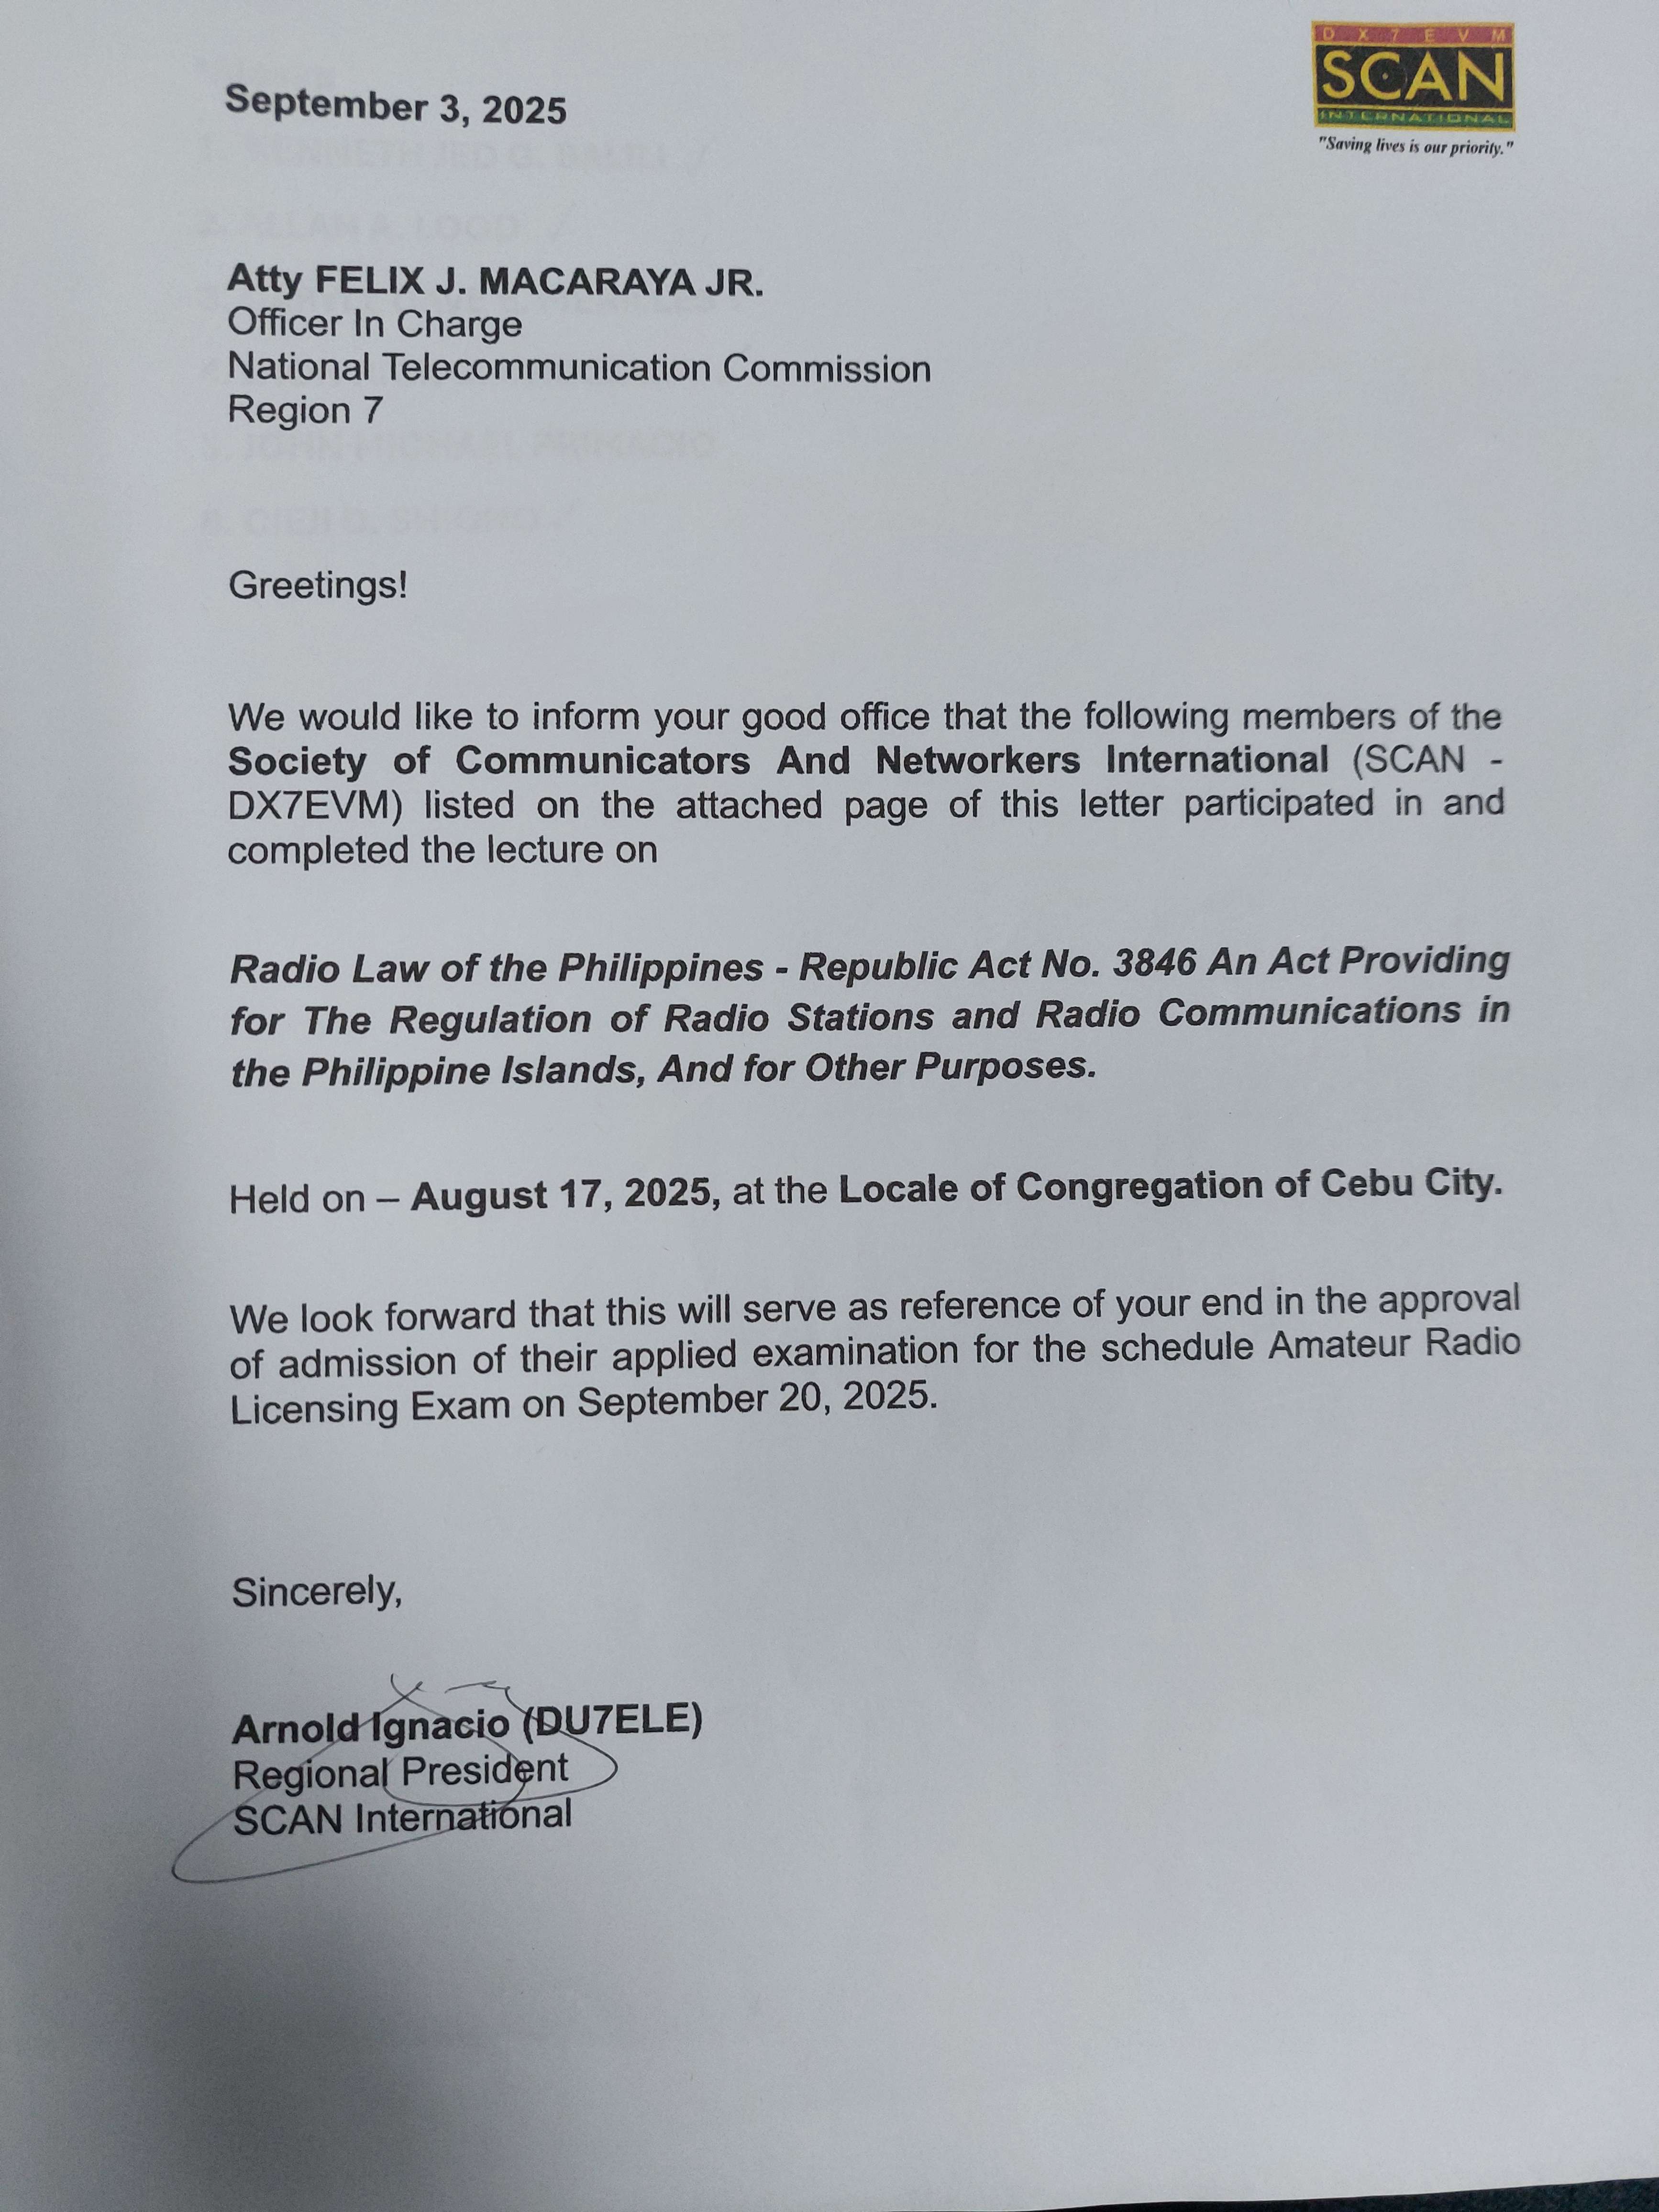 DX7EVM
SCAN
INTERNATIONAL
"Saving lives is our priority."
September 3, 2025
Atty FELIX J. MACARAYA JR.
Officer In Charge
National Telecommunication Commission
Region 7
Greetings!
We would like to inform your good office that the following members of the
Society of Communicators And Networkers International (SCAN -
DX7EVM) listed on the attached page of this letter participated in and
completed the lecture on
Radio Law of the Philippines - Republic Act No. 3846 An Act Providing
for The Regulation of Radio Stations and Radio Communications in
the Philippine Islands, And for Other Purposes.
Held on – August 17, 2025, at the Locale of Congregation of Cebu City.
We look forward that this will serve as reference of your end in the approval
of admission of their applied examination for the schedule Amateur Radio
Licensing Exam on September 20, 2025.
Sincerely,
Arnold Ignacio (DU7ELE)
Regional President
SCAN International